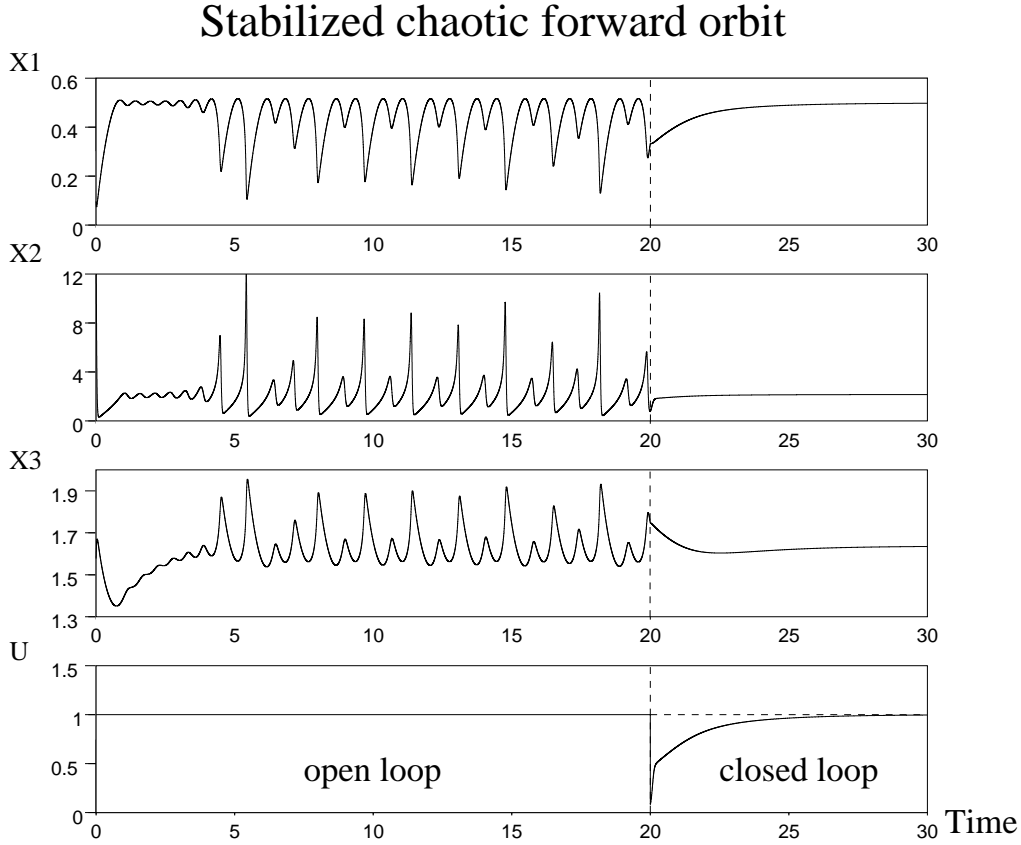 Stabilized chaotic forward orbit
X1
0.6
0.4
0.2
0
0 5 10 15 20 25 30
X2
12
8
4
0
0 5 10 15 20 25 30
X3
1.9
1.7
1.5
1.3
0 5 10 15 20 25 30
U
1.5
1
0.5
open loop closed loop
0
0 5 10 15 20 25 30 Time